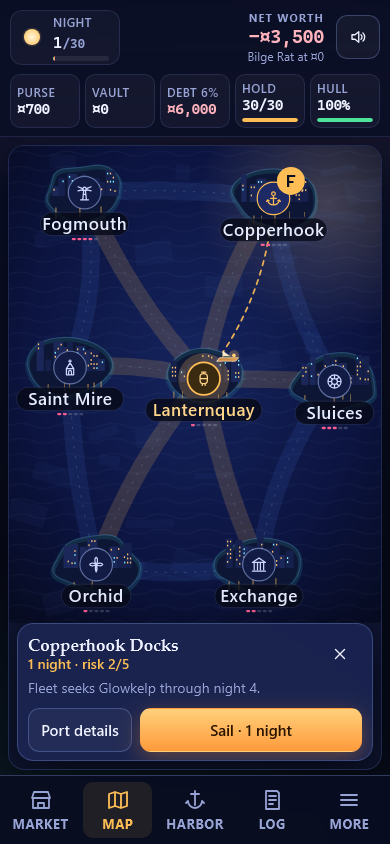 NIGHT
1/30
NET WORTH
−¤3,500
Bilge Rat at ¤0
PURSE
¤700
VAULT
¤0
DEBT 6%
¤6,000
HOLD
30/30
HULL
100%
F
Fogmouth
Copperhook
Saint Mire
Lanternquay
Sluices
Orchid
Exchange
Copperhook Docks
1 night · risk 2/5
Fleet seeks Glowkelp through night 4.
Port details
Sail · 1 night
MARKET
MAP
HARBOR
LOG
MORE